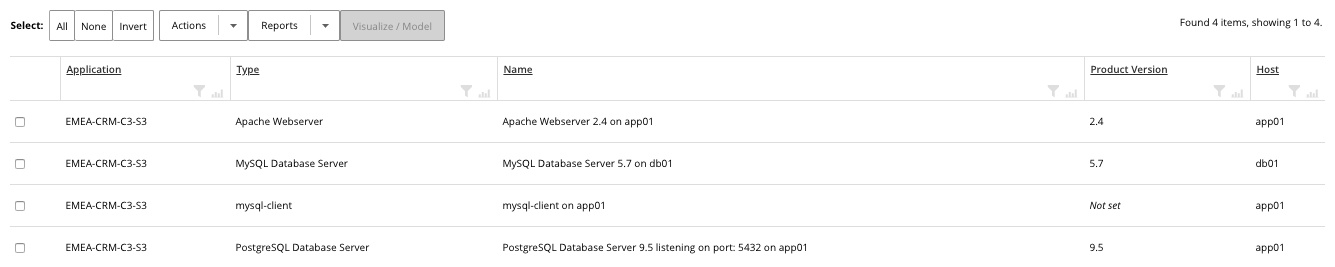 Select: All None Invert Actions Reports Visualize / Model Found 4 items, showing 1 to 4.
Application Type Name Product Version Host
EMEA-CRM-C3-S3 Apache Webserver Apache Webserver 2.4 on app01 2.4 app01
EMEA-CRM-C3-S3 MySQL Database Server MySQL Database Server 5.7 on db01 5.7 db01
EMEA-CRM-C3-S3 mysql-client mysql-client on app01 Not set app01
EMEA-CRM-C3-S3 PostgreSQL Database Server PostgreSQL Database Server 9.5 listening on port: 5432 on app01 9.5 app01